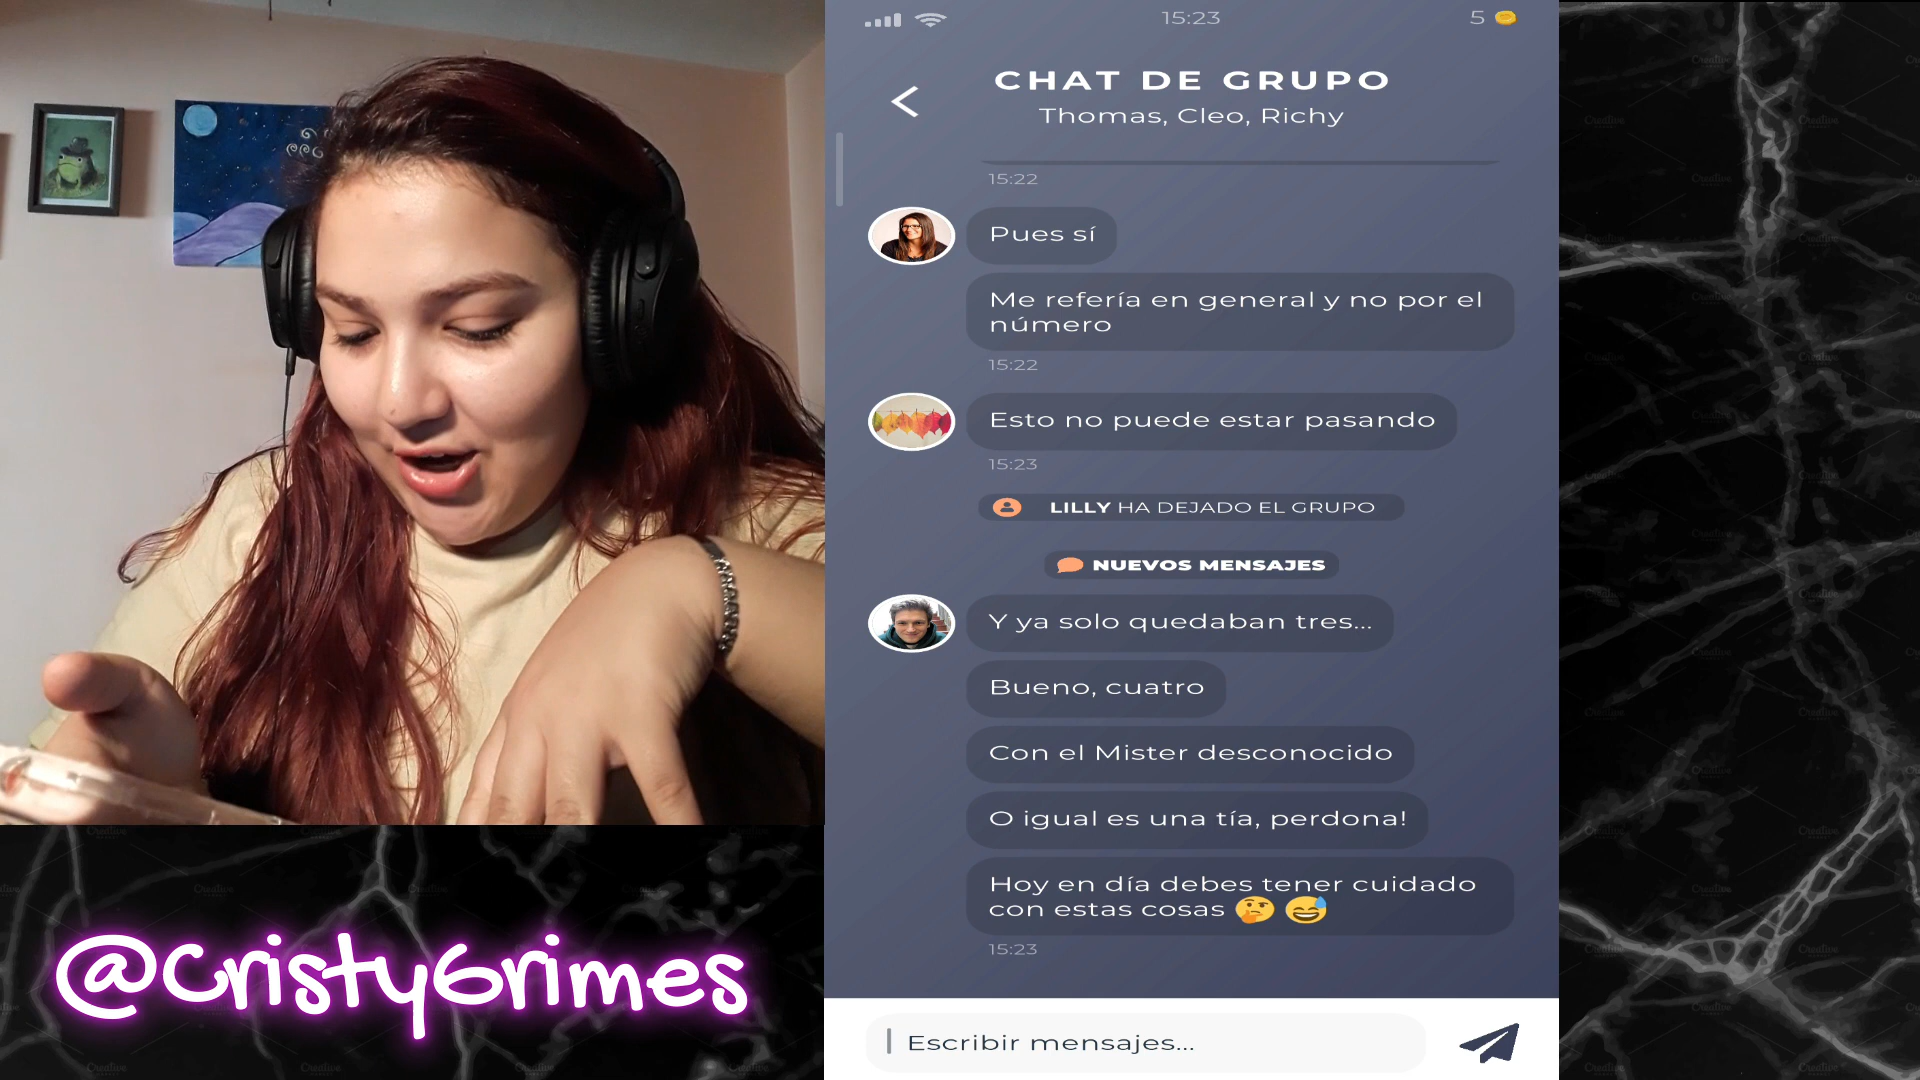 15:23
5
CHAT DE GRUPO
Thomas, Cleo, Richy
15:22
Pues sí
Me refería en general y no por el
número
15:22
Esto no puede estar pasando
15:23
LILLY HA DEJADO EL GRUPO
NUEVOS MENSAJES
Y ya solo quedaban tres...
Bueno, cuatro
Con el Mister desconocido
O igual es una tía, perdona!
Hoy en día debes tener cuidado
con estas cosas 🤔 😅
15:23
Escribir mensajes...
@CristyGrimes